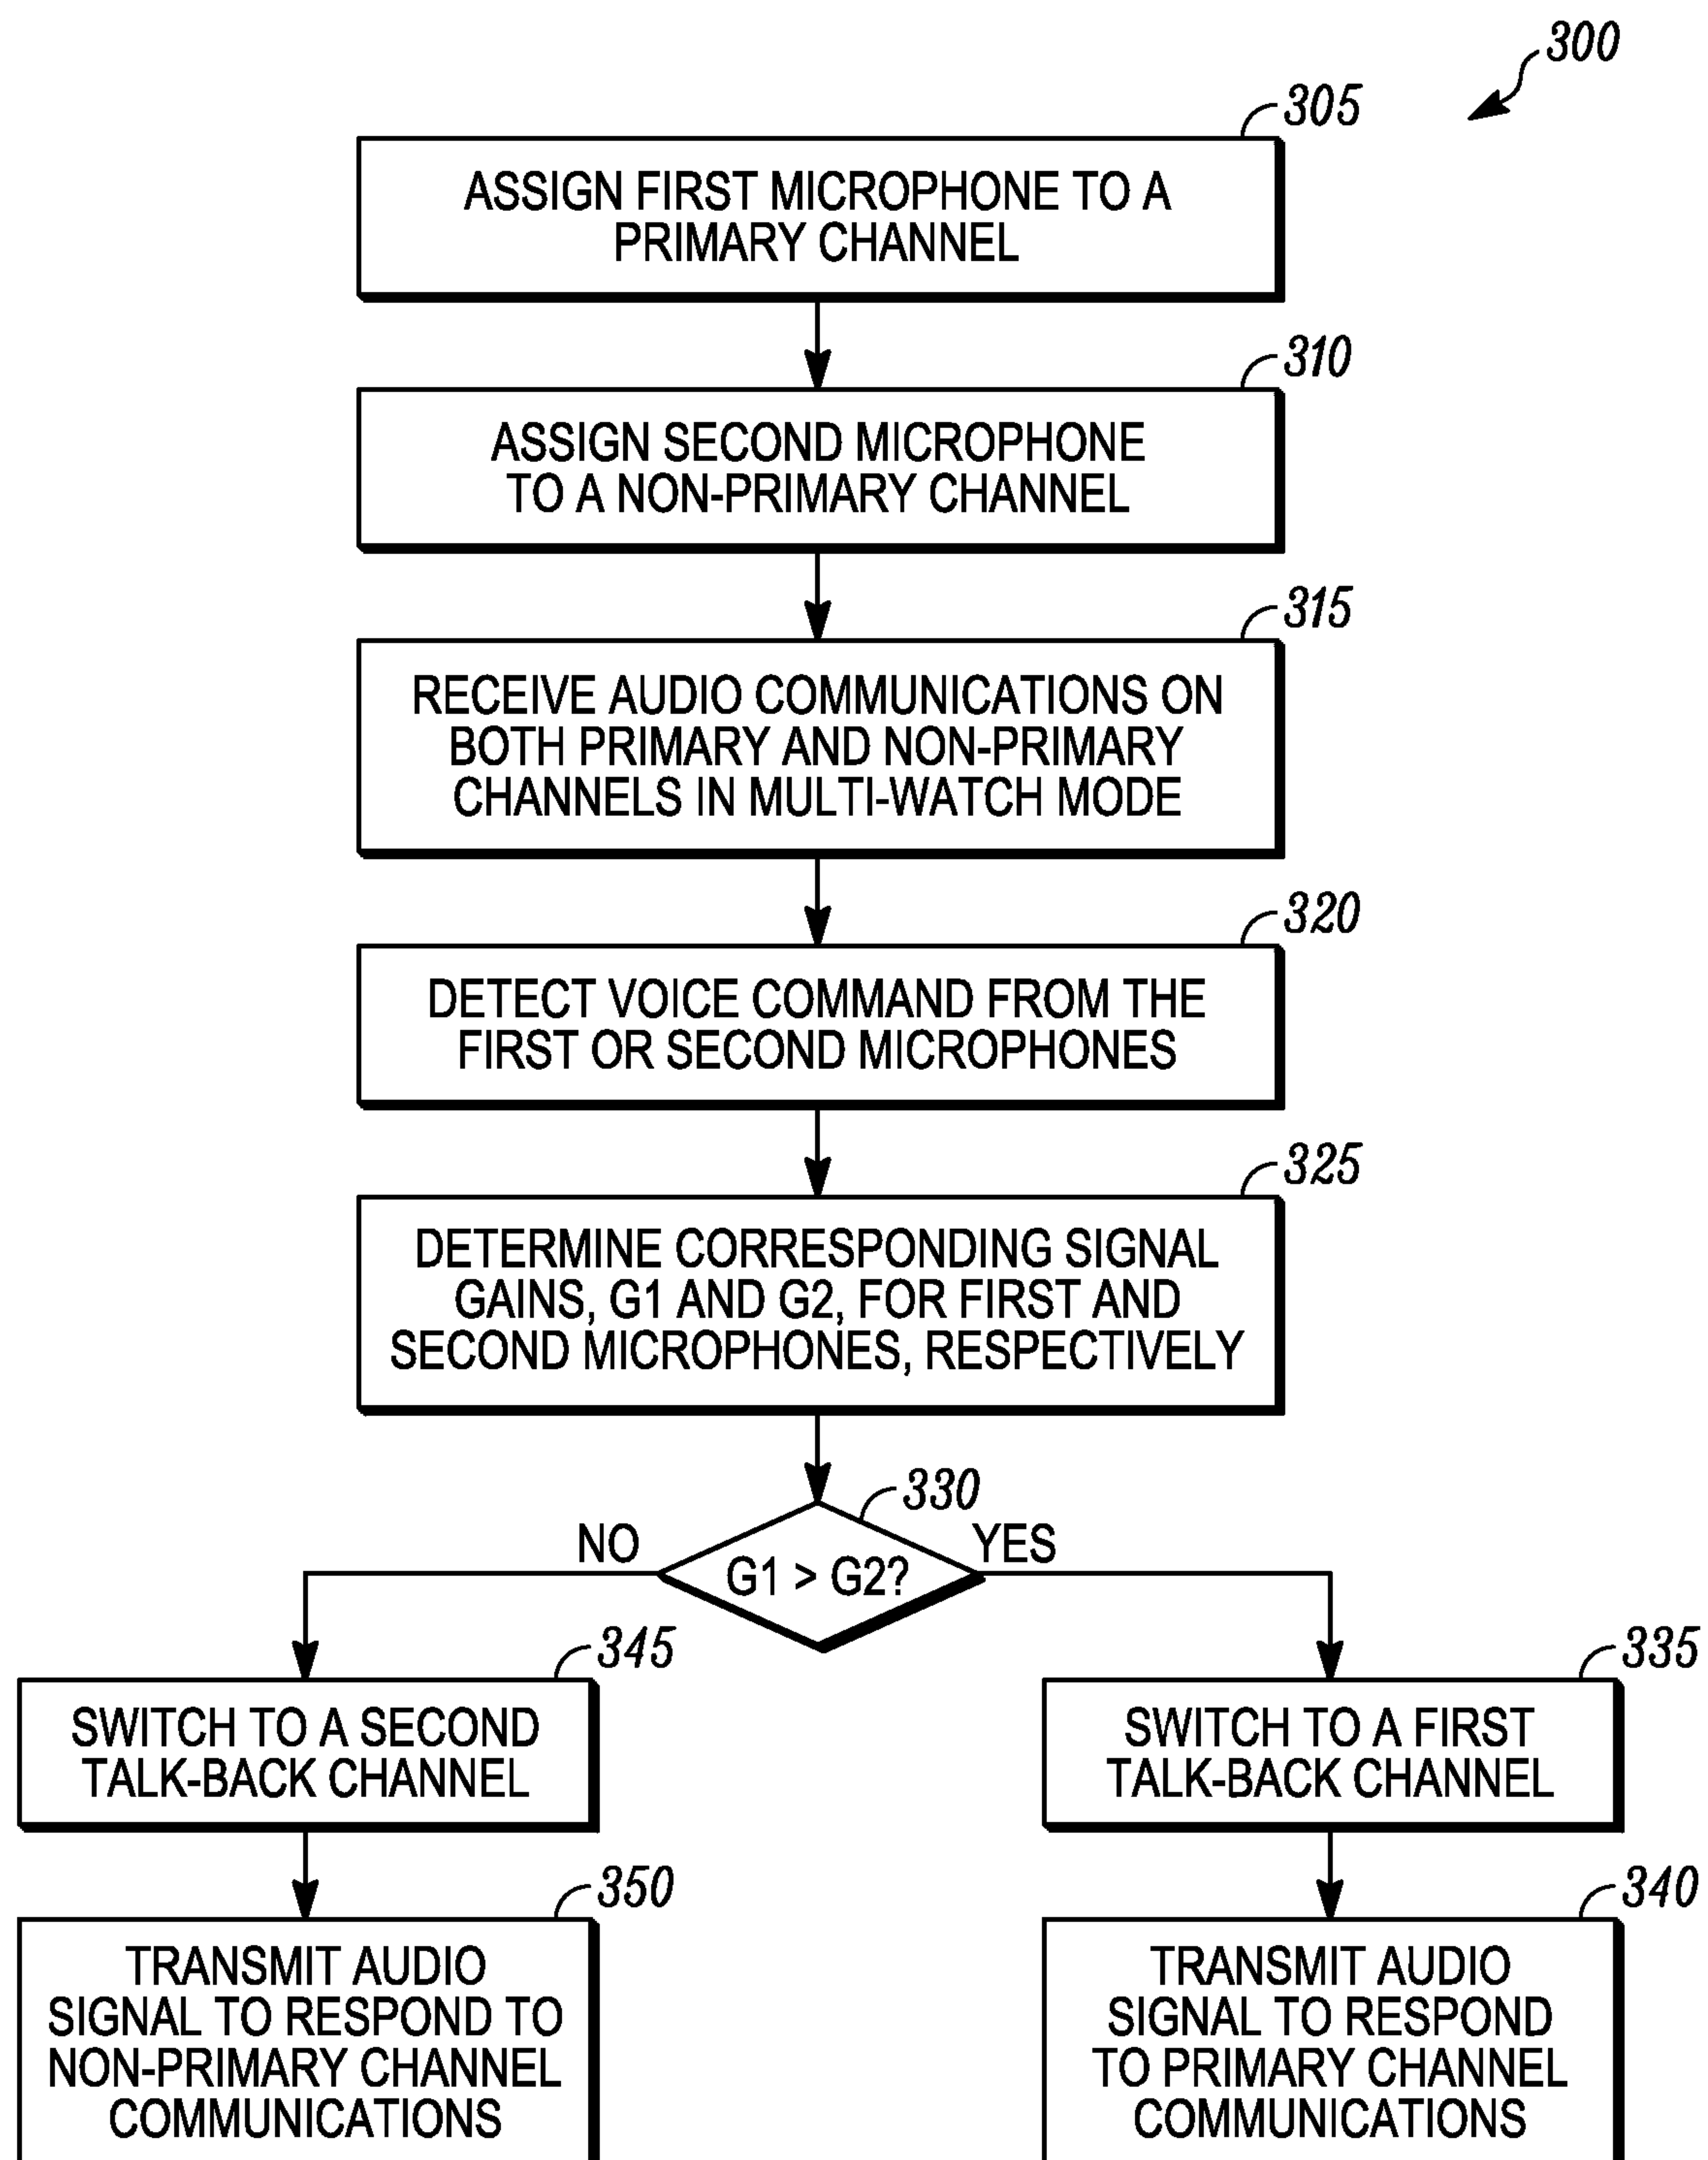 300
305
ASSIGN FIRST MICROPHONE TO A
PRIMARY CHANNEL
310
ASSIGN SECOND MICROPHONE
TO A NON-PRIMARY CHANNEL
315
RECEIVE AUDIO COMMUNICATIONS ON
BOTH PRIMARY AND NON-PRIMARY
CHANNELS IN MULTI-WATCH MODE
320
DETECT VOICE COMMAND FROM THE
FIRST OR SECOND MICROPHONES
325
DETERMINE CORRESPONDING SIGNAL
GAINS, G1 AND G2, FOR FIRST AND
SECOND MICROPHONES, RESPECTIVELY
330
NO
G1 > G2?
YES
345
SWITCH TO A SECOND
TALK-BACK CHANNEL
335
SWITCH TO A FIRST
TALK-BACK CHANNEL
350
TRANSMIT AUDIO
SIGNAL TO RESPOND TO
NON-PRIMARY CHANNEL
COMMUNICATIONS
340
TRANSMIT AUDIO
SIGNAL TO RESPOND
TO PRIMARY CHANNEL
COMMUNICATIONS